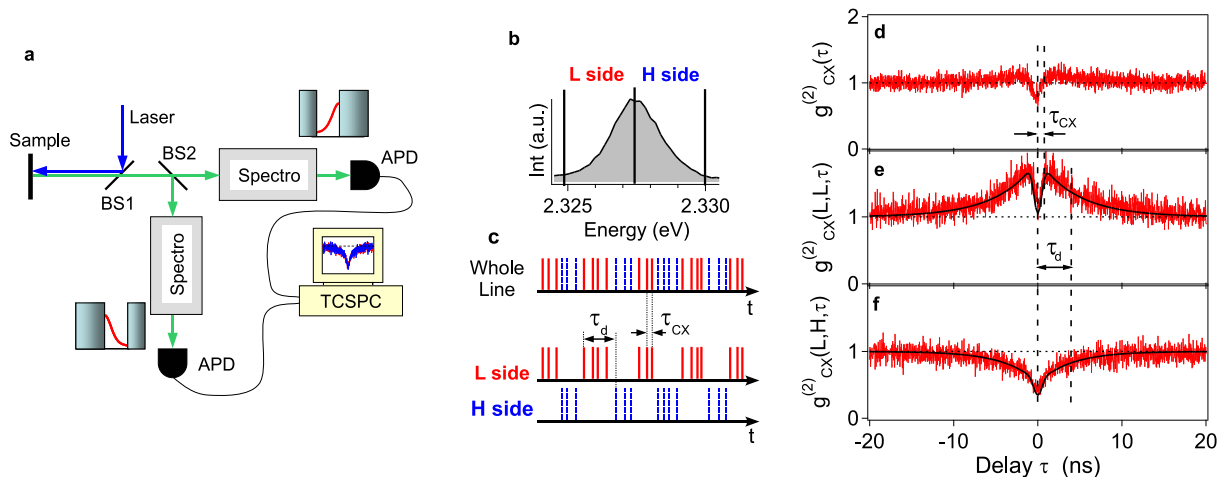 a
Laser
Sample
BS2
BS1
Spectro
APD
Spectro
TCSPC
APD
b
L side
H side
Int (a.u.)
2.325
2.330
Energy (eV)
c
Whole
Line
t
τd
τCX
L side
H side
t
d
g(2)CX(τ)
2
1
0
τCX
e
g(2)CX(L,L,τ)
1
τd
f
g(2)CX(L,H,τ)
1
0
-20
-10
0
10
20
Delay τ (ns)